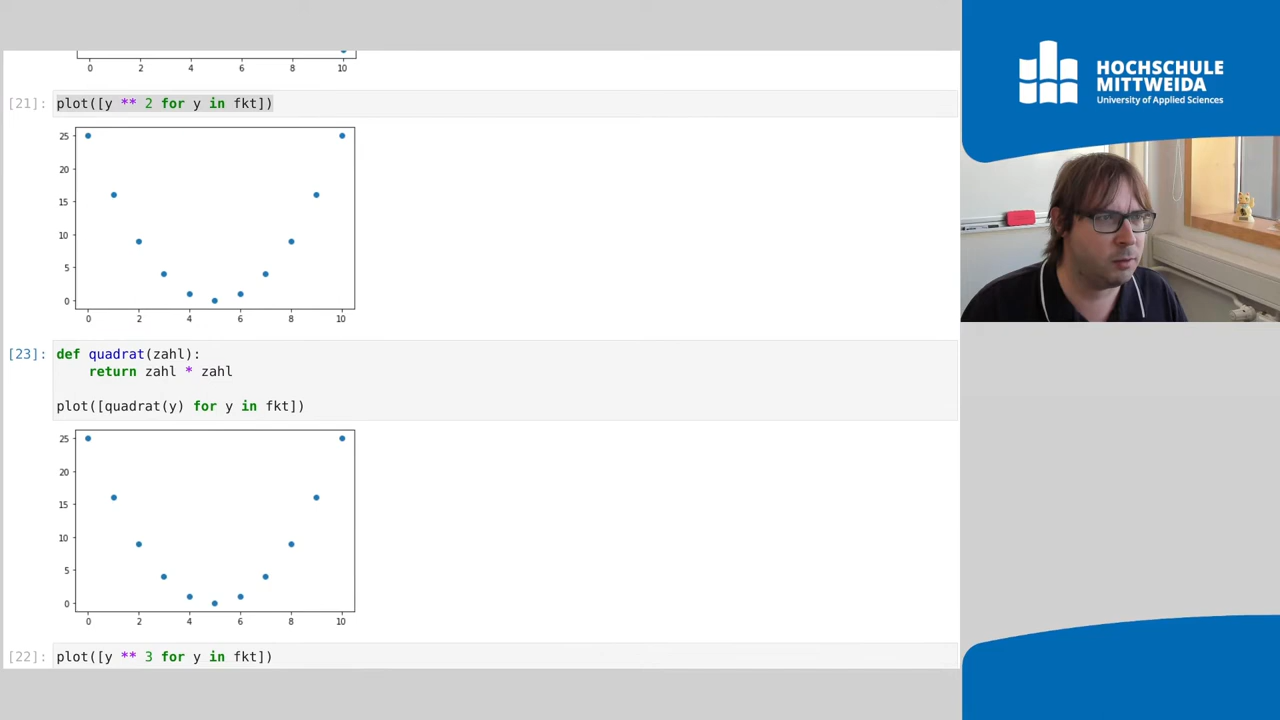 0 2 4 6 8 10
[21]: plot([y ** 2 for y in fkt])
25
20
15
10
5
0
0 2 4 6 8 10
[23]: def quadrat(zahl):
return zahl * zahl
plot([quadrat(y) for y in fkt])
25
20
15
10
5
0
0 2 4 6 8 10
[22]: plot([y ** 3 for y in fkt])
HOCHSCHULE
MITTWEIDA
University of Applied Sciences